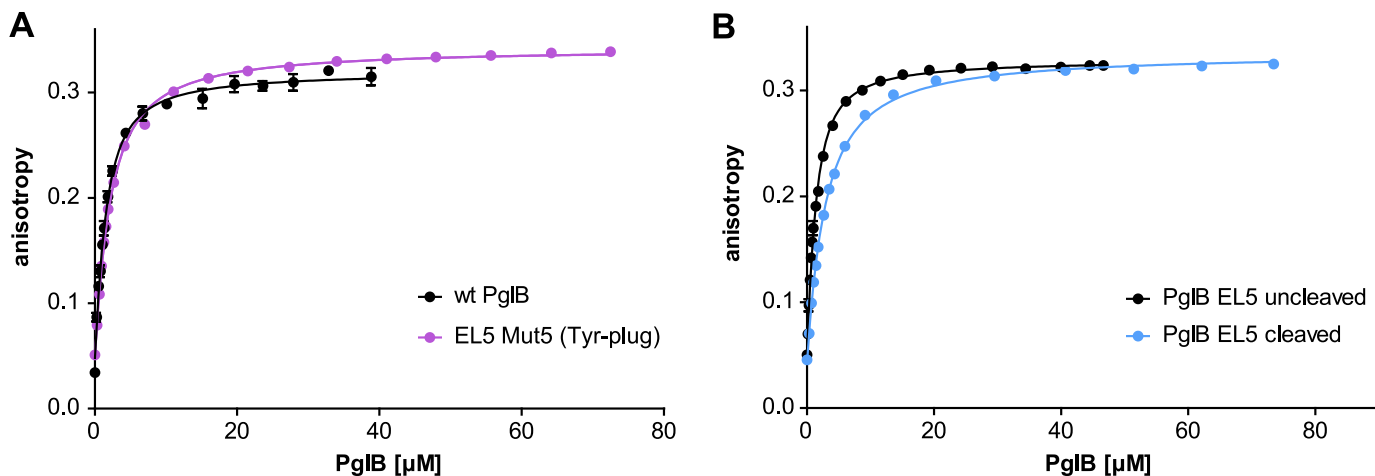 A
anisotropy
0.3
0.2
0.1
0.0
wt PglB
EL5 Mut5 (Tyr-plug)
0 20 40 60 80
PglB [µM]
B
anisotropy
0.3
0.2
0.1
0.0
PglB EL5 uncleaved
PglB EL5 cleaved
0 20 40 60 80
PglB [µM]